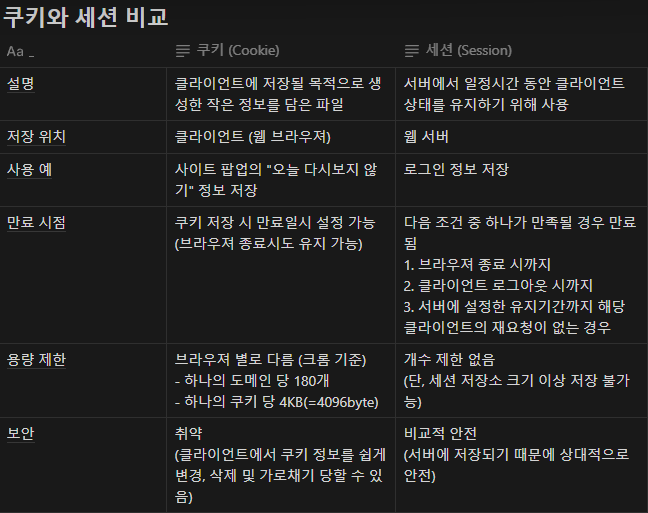 쿠키와 세션 비교
Aa _
쿠키 (Cookie)
세션 (Session)
설명
클라이언트에 저장될 목적으로 생
성한 작은 정보를 담은 파일
서버에서 일정시간 동안 클라이언트
상태를 유지하기 위해 사용
저장 위치
클라이언트 (웹 브라우져)
웹 서버
사용 예
사이트 팝업의 "오늘 다시보지 않
기" 정보 저장
로그인 정보 저장
만료 시점
쿠키 저장 시 만료일시 설정 가능
(브라우져 종료시도 유지 가능)
다음 조건 중 하나가 만족될 경우 만료
됨
1. 브라우져 종료 시까지
2. 클라이언트 로그아웃 시까지
3. 서버에 설정한 유지기간까지 해당
클라이언트의 재요청이 없는 경우
용량 제한
브라우져 별로 다름 (크롬 기준)
- 하나의 도메인 당 180개
- 하나의 쿠키 당 4KB(=4096byte)
개수 제한 없음
(단, 세션 저장소 크기 이상 저장 불가
능)
보안
취약
(클라이언트에서 쿠키 정보를 쉽게
변경, 삭제 및 가로채기 당할 수 있
음)
비교적 안전
(서버에 저장되기 때문에 상대적으로
안전)